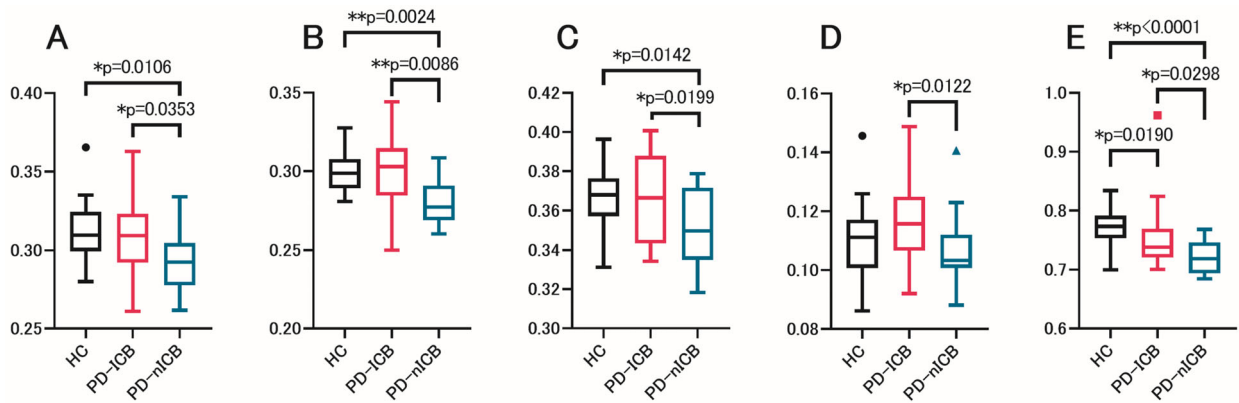 A
*p=0.0106
*p=0.0353
0.40
0.35
0.30
0.25
HC
PD-ICB
PD-nICB
B
**p=0.0024
**p=0.0086
0.35
0.30
0.25
0.20
HC
PD-ICB
PD-nICB
C
*p=0.0142
*p=0.0199
0.42
0.40
0.38
0.36
0.34
0.32
0.30
HC
PD-ICB
PD-nICB
D
*p=0.0122
0.16
0.14
0.12
0.10
0.08
HC
PD-ICB
PD-nICB
E
**p<0.0001
*p=0.0298
*p=0.0190
1.0
0.9
0.8
0.7
0.6
HC
PD-ICB
PD-nICB